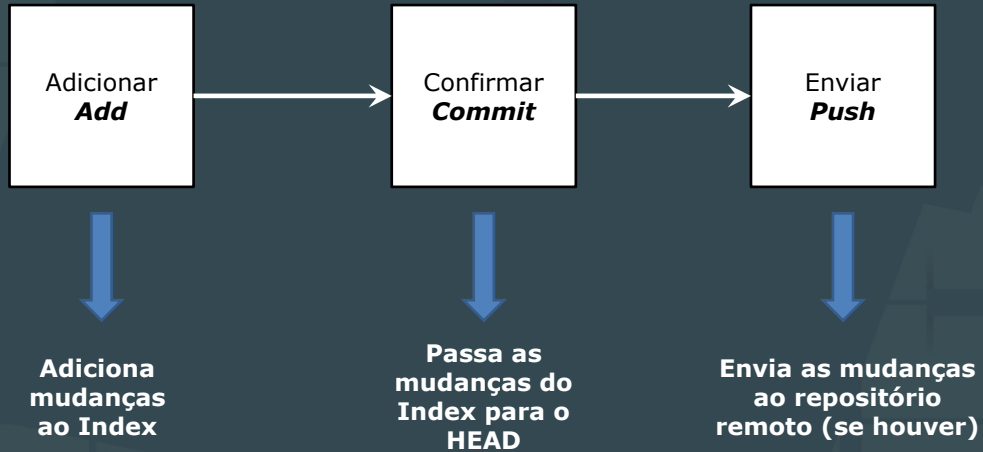 Adicionar
Add
Confirmar
Commit
Enviar
Push
Adiciona
mudanças
ao Index
Passa as
mudanças do
Index para o
HEAD
Envia as mudanças
ao repositório
remoto (se houver)